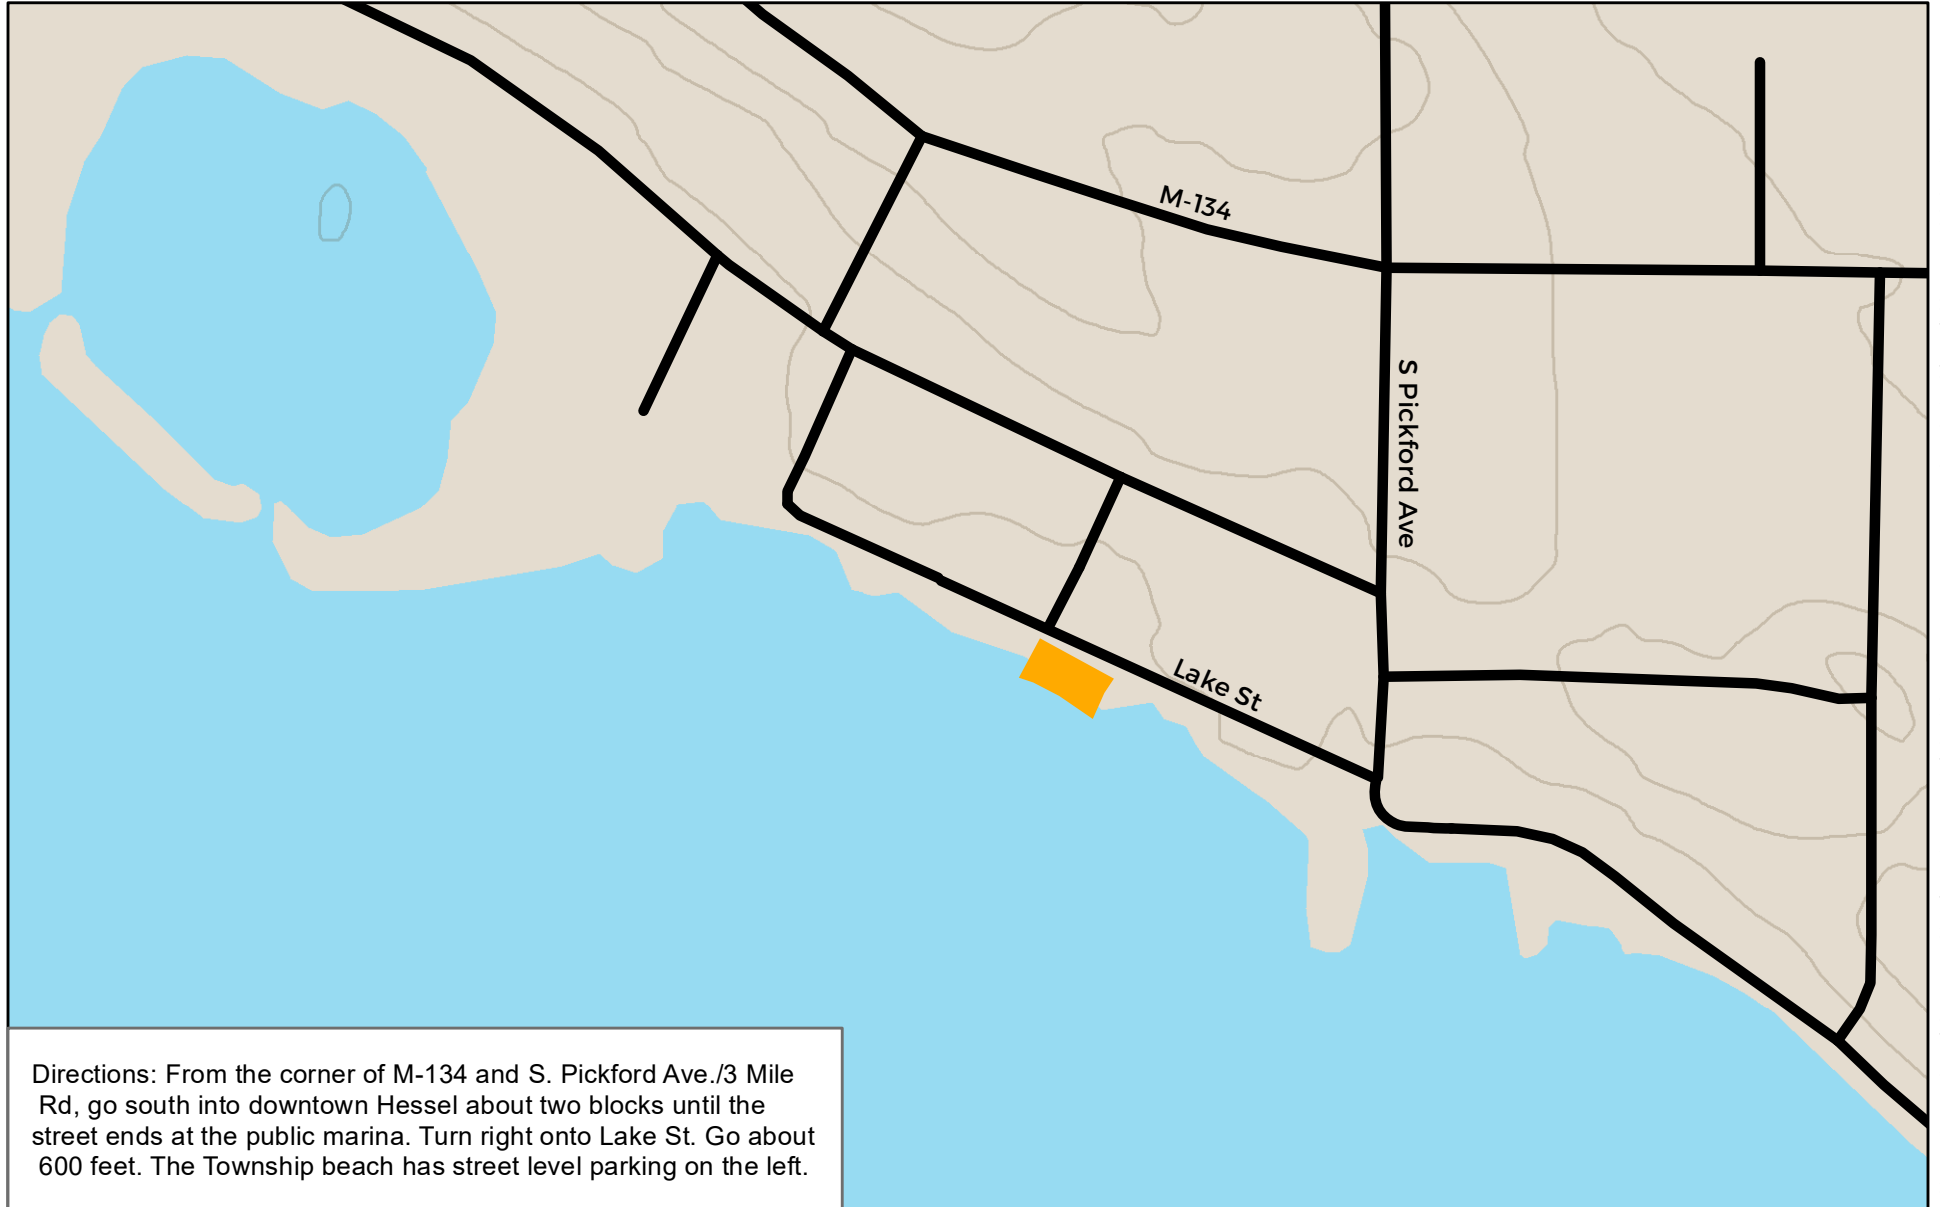 M-134
S Pickford Ave
Lake St
Directions: From the corner of M-134 and S. Pickford Ave./3 Mile
Rd, go south into downtown Hessel about two blocks until the
street ends at the public marina. Turn right onto Lake St. Go about
600 feet. The Township beach has street level parking on the left.